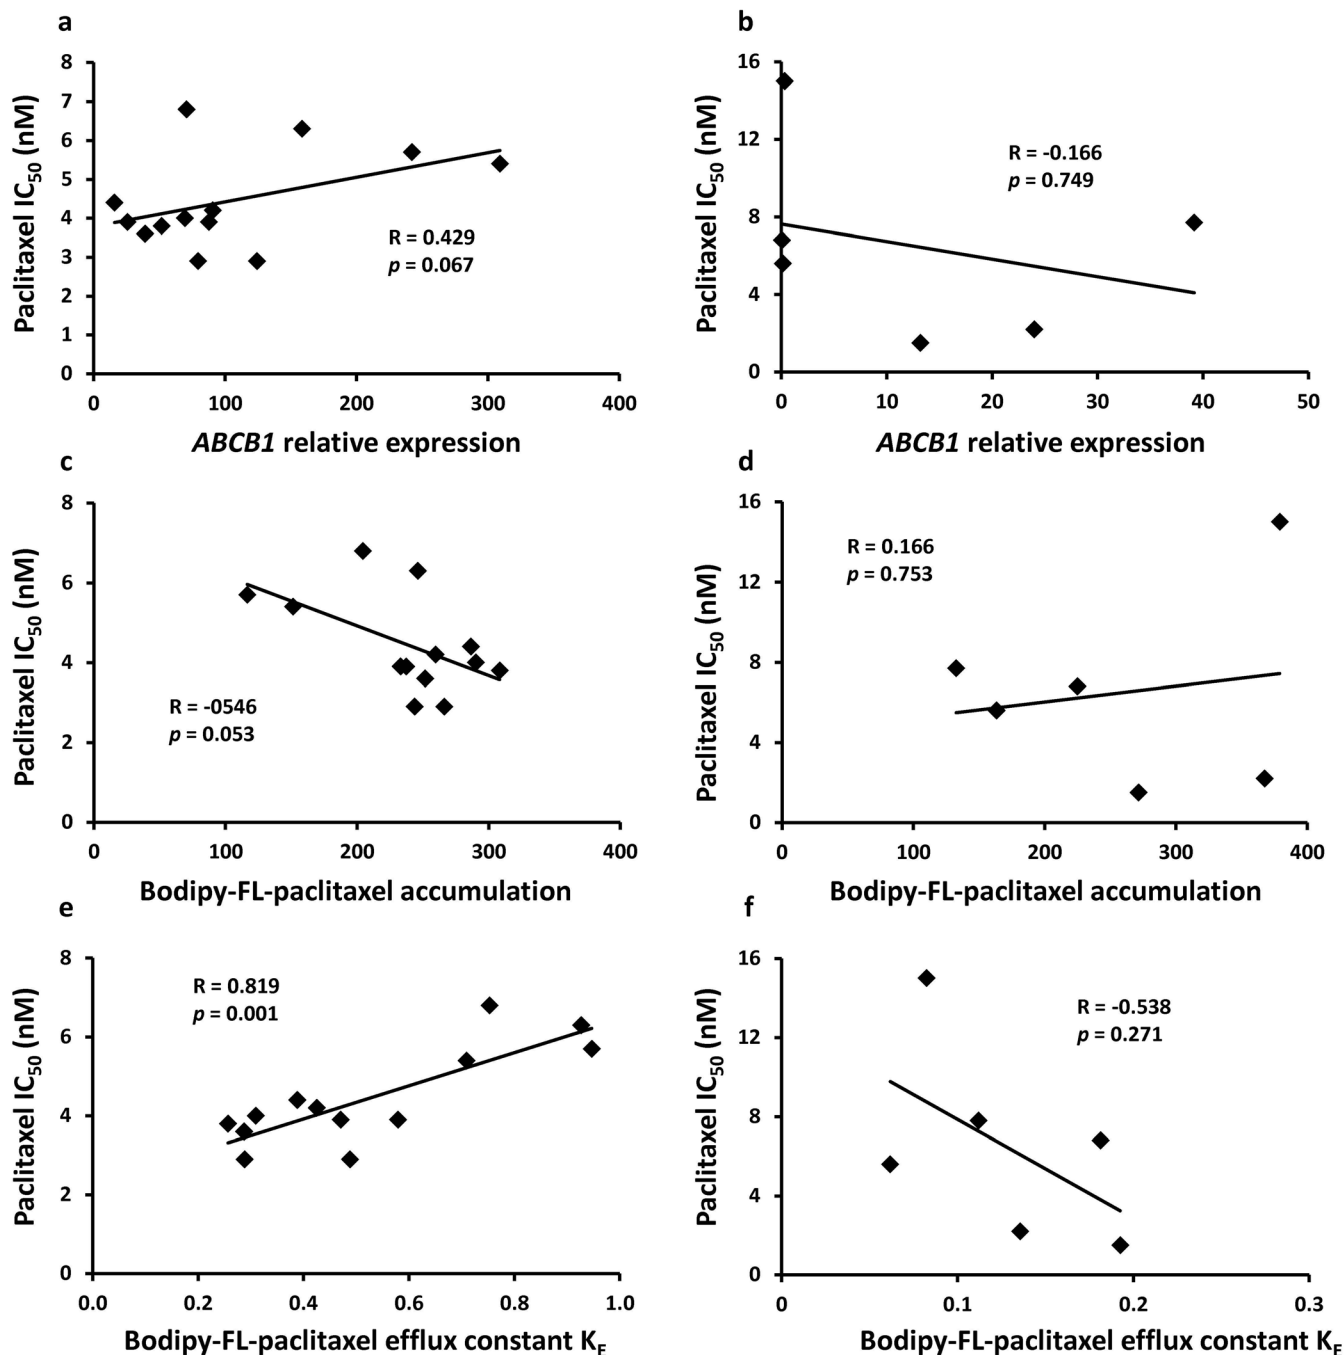 a
Paclitaxel IC50 (nM)
8
7
6
5
4
3
2
1
0
R = 0.429
p = 0.067
0 100 200 300 400
ABCB1 relative expression
b
Paclitaxel IC50 (nM)
16
12
8
4
0
R = -0.166
p = 0.749
0 10 20 30 40 50
ABCB1 relative expression
c
Paclitaxel IC50 (nM)
8
6
4
2
0
R = -0546
p = 0.053
0 100 200 300 400
Bodipy-FL-paclitaxel accumulation
d
Paclitaxel IC50 (nM)
16
12
8
4
0
R = 0.166
p = 0.753
0 100 200 300 400
Bodipy-FL-paclitaxel accumulation
e
Paclitaxel IC50 (nM)
8
6
4
2
0
R = 0.819
p = 0.001
0.0 0.2 0.4 0.6 0.8 1.0
Bodipy-FL-paclitaxel efflux constant KE
f
Paclitaxel IC50 (nM)
16
12
8
4
0
R = -0.538
p = 0.271
0 0.1 0.2 0.3
Bodipy-FL-paclitaxel efflux constant KE